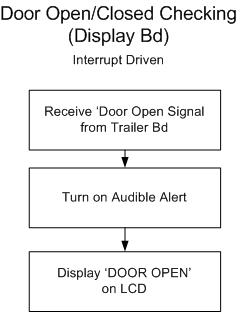 Door Open/Closed Checking
(Display Bd)
Interrupt Driven
Receive ‘Door Open Signal
from Trailer Bd
Turn on Audible Alert
Display ‘DOOR OPEN’
on LCD